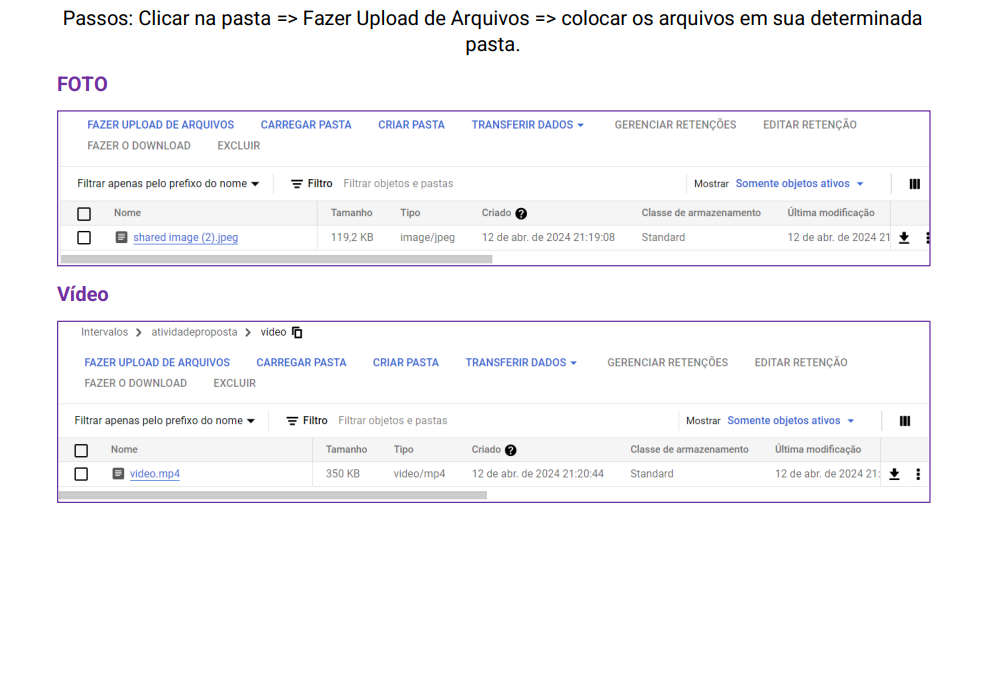 Passos: Clicar na pasta => Fazer Upload de Arquivos => colocar os arquivos em sua determinada
pasta.
FOTO
FAZER UPLOAD DE ARQUIVOS CARREGAR PASTA CRIAR PASTA TRANSFERIR DADOS GERENCIAR RETENÇÕES EDITAR RETENÇÃO
FAZER O DOWNLOAD EXCLUIR
Filtrar apenas pelo prefixo do nome Filtro Filtrar objetos e pastas Mostrar Somente objetos ativos
Nome Tamanho Tipo Criado Classe de armazenamento Última modificação
shared image (2).jpeg 119,2 KB image/jpeg 12 de abr. de 2024 21:19:08 Standard 12 de abr. de 2024 21
Vídeo
Intervalos atividadeproposta video
FAZER UPLOAD DE ARQUIVOS CARREGAR PASTA CRIAR PASTA TRANSFERIR DADOS GERENCIAR RETENÇÕES EDITAR RETENÇÃO
FAZER O DOWNLOAD EXCLUIR
Filtrar apenas pelo prefixo do nome Filtro Filtrar objetos e pastas Mostrar Somente objetos ativos
Nome Tamanho Tipo Criado Classe de armazenamento Última modificação
video.mp4 350 KB video/mp4 12 de abr. de 2024 21:20:44 Standard 12 de abr. de 2024 21: